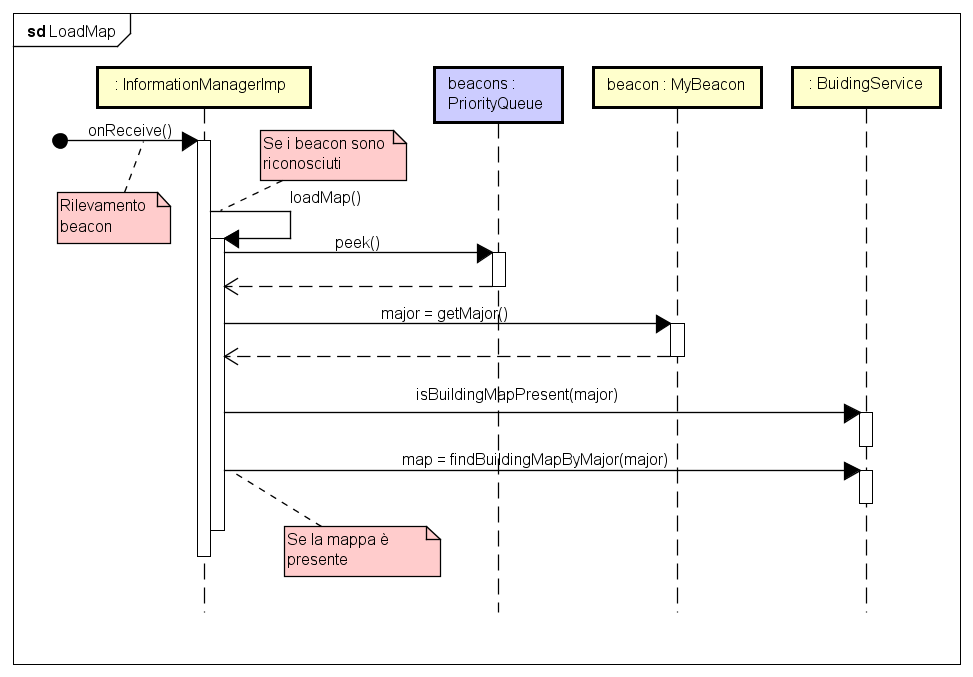 sd LoadMap
: InformationManagerImp
beacons :
PriorityQueue
beacon : MyBeacon
: BuidingService
onReceive()
Se i beacon sono
riconosciuti
Rilevamento
beacon
loadMap()
peek()
major = getMajor()
isBuildingMapPresent(major)
map = findBuildingMapByMajor(major)
Se la mappa è
presente